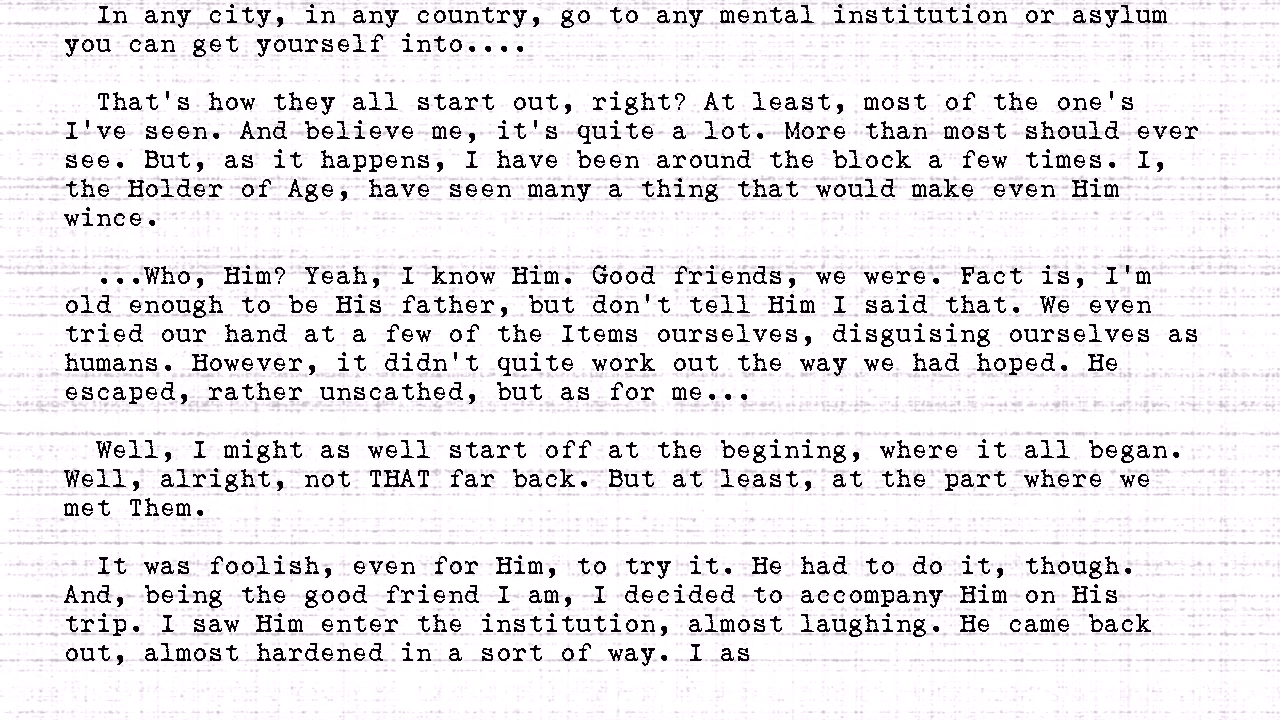 In any city, in any country, go to any mental institution or asylum
you can get yourself into....
That's how they all start out, right? At least, most of the one's
I've seen. And believe me, it's quite a lot. More than most should ever
see. But, as it happens, I have been around the block a few times. I,
the Holder of Age, have seen many a thing that would make even Him
wince.
...Who, Him? Yeah, I know Him. Good friends, we were. Fact is, I'm
old enough to be His father, but don't tell Him I said that. We even
tried our hand at a few of the Items ourselves, disguising ourselves as
humans. However, it didn't quite work out the way we had hoped. He
escaped, rather unscathed, but as for me...
Well, I might as well start off at the begining, where it all began.
Well, alright, not THAT far back. But at least, at the part where we
met Them.
It was foolish, even for Him, to try it. He had to do it, though.
And, being the good friend I am, I decided to accompany Him on His
trip. I saw Him enter the institution, almost laughing. He came back
out, almost hardened in a sort of way. I as